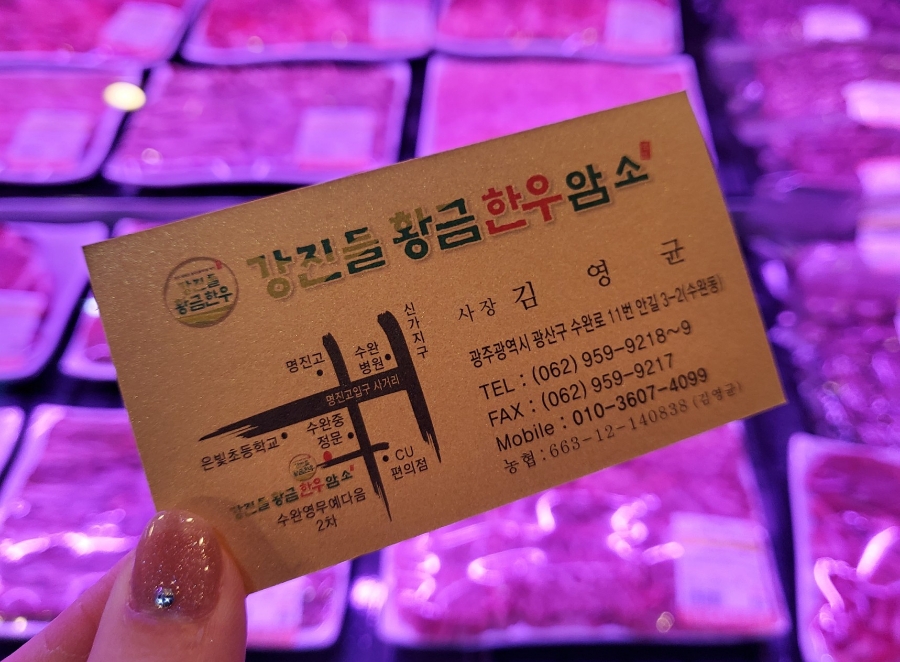 강진들 황금한우암소
강진들
황금한우
사장 김영균
광주광역시 광산구 수완로 11번 안길 3-2(수완동)
TEL : (062) 959-9218~9
FAX : (062) 959-9217
Mobile : 010-3607-4099
농협 : 663-12-140838 (김영균)
신가지구
명진고
수완
병원
명진고입구 사거리
수완중
정문
은빛초등학교
CU
편의점
강진들 황금한우암소
수완영무예다음
2차